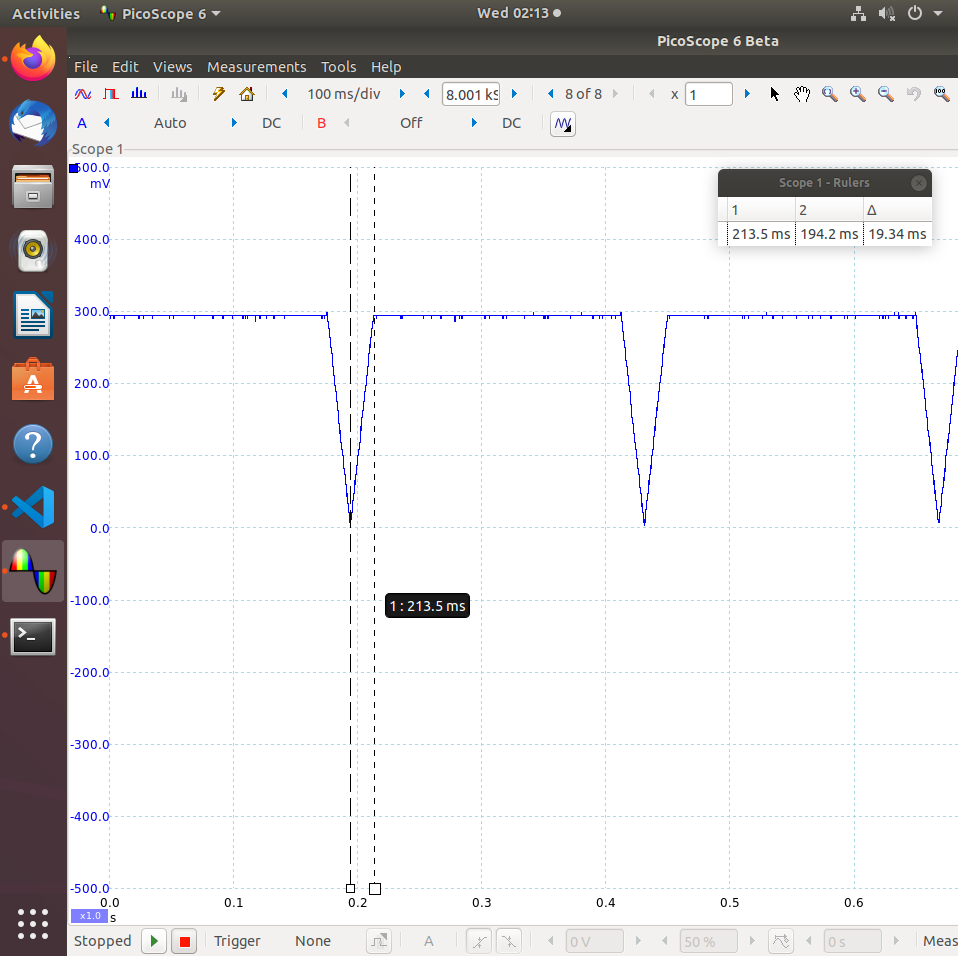 Activities PicoScope 6 Wed 02:13
PicoScope 6 Beta
File Edit Views Measurements Tools Help
100 ms/div 8.001 kS 8 of 8 x 1
A Auto DC B Off DC
Scope 1
500.0
mV
Scope 1 - Rulers
1 2 Δ
213.5 ms 194.2 ms 19.34 ms
400.0
300.0
200.0
100.0
0.0
1 : 213.5 ms
-100.0
-200.0
-300.0
-400.0
-500.0
0.0 0.1 0.2 0.3 0.4 0.5 0.6
x1.0 s
Stopped Trigger None A 0 V 50 % 0 s Meas